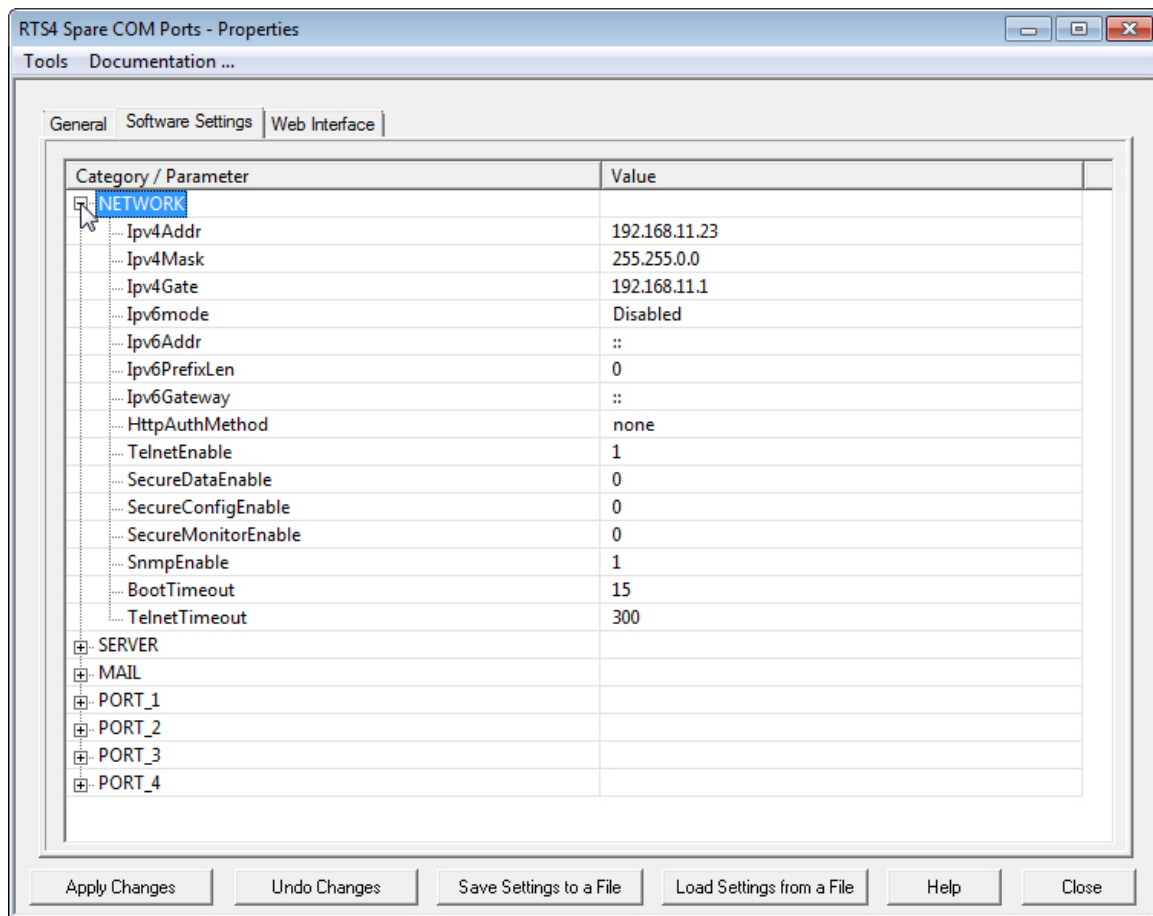 RTS4 Spare COM Ports - Properties
Tools Documentation ...
General Software Settings Web Interface
Category / Parameter Value
NETWORK
Ipv4Addr 192.168.11.23
Ipv4Mask 255.255.0.0
Ipv4Gate 192.168.11.1
Ipv6mode Disabled
Ipv6Addr ::
Ipv6PrefixLen 0
Ipv6Gateway ::
HttpAuthMethod none
TelnetEnable 1
SecureDataEnable 0
SecureConfigEnable 0
SecureMonitorEnable 0
SnmpEnable 1
BootTimeout 15
TelnetTimeout 300
SERVER
MAIL
PORT_1
PORT_2
PORT_3
PORT_4
Apply Changes Undo Changes Save Settings to a File Load Settings from a File Help Close